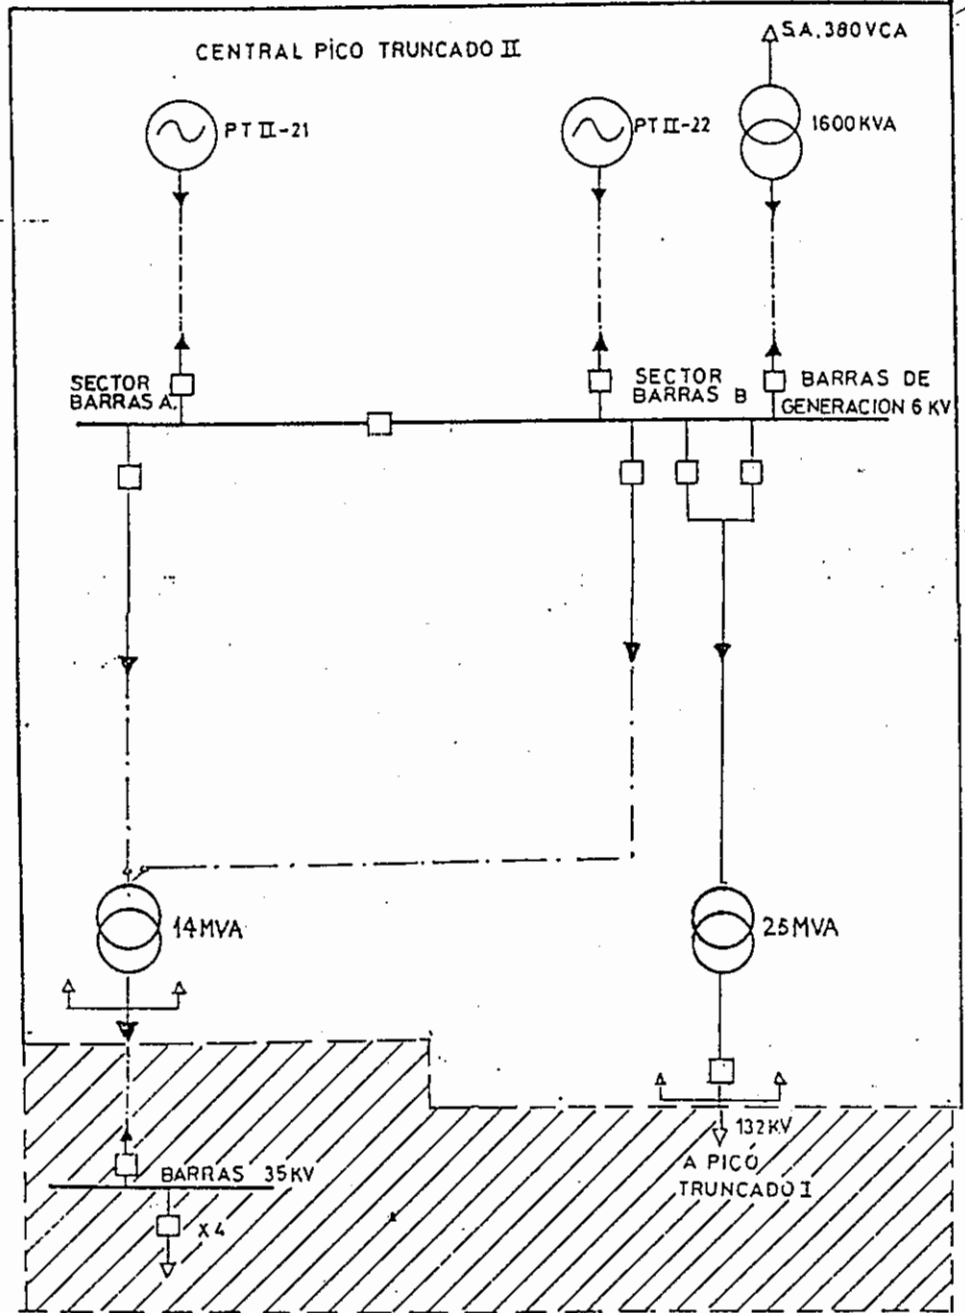 CENTRAL PICO TRUNCADO II
S.A. 380 VCA
PT II-21
PT II-22
1600 KVA
SECTOR
BARRAS A.
SECTOR
BARRAS B
BARRAS DE
GENERACION 6 KV
14 MVA
25 MVA
132 KV
A PICO
TRUNCADO I
BARRAS 35 KV
X4